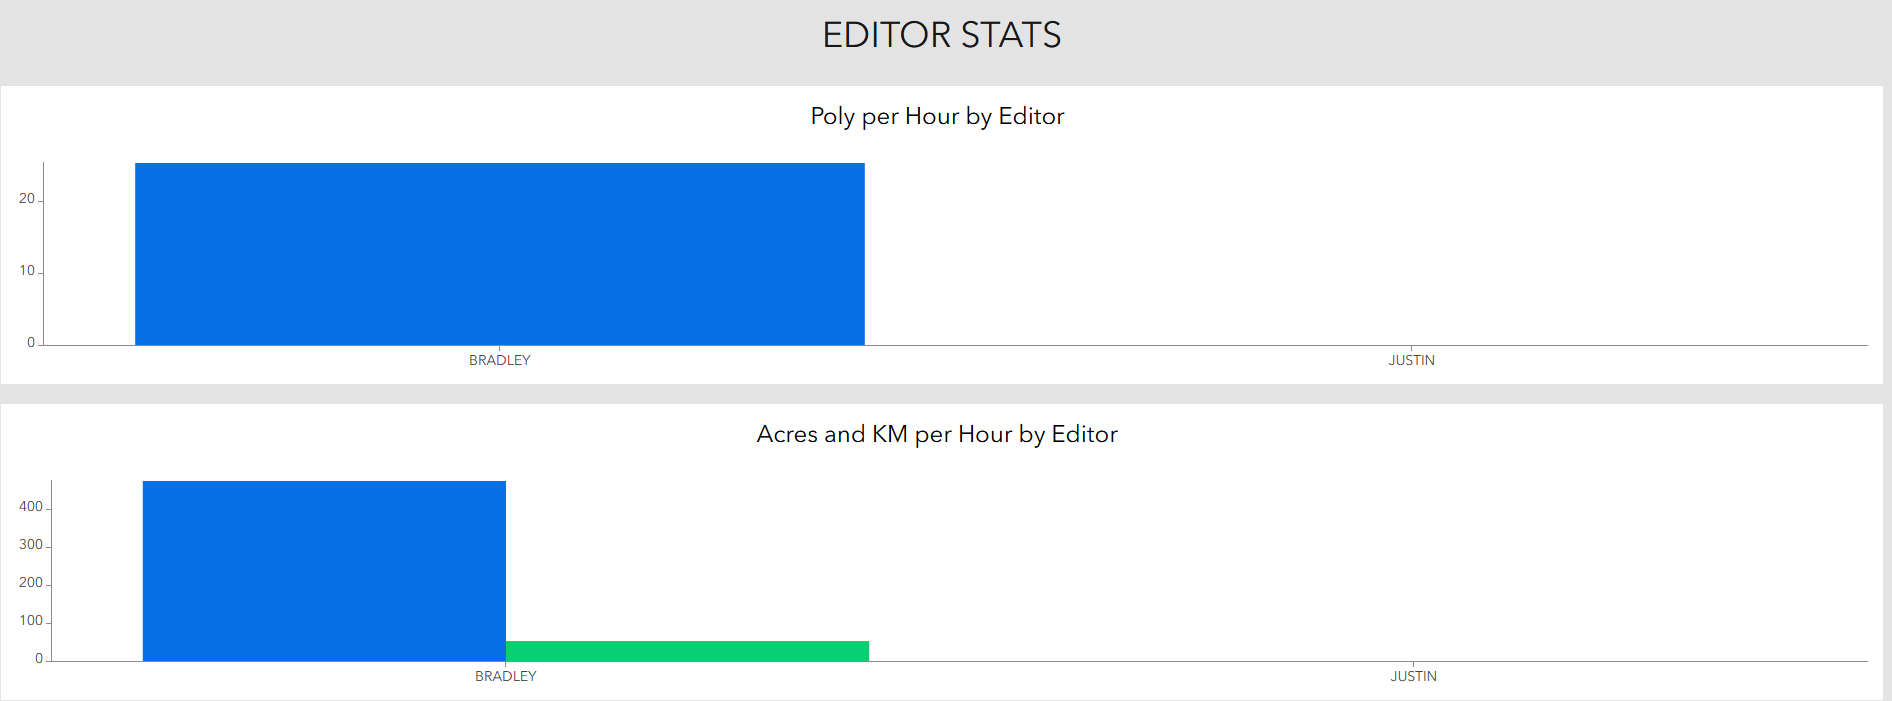 EDITOR STATS
Poly per Hour by Editor
20
10
0
BRADLEY JUSTIN
Acres and KM per Hour by Editor
400
300
200
100
0
BRADLEY JUSTIN